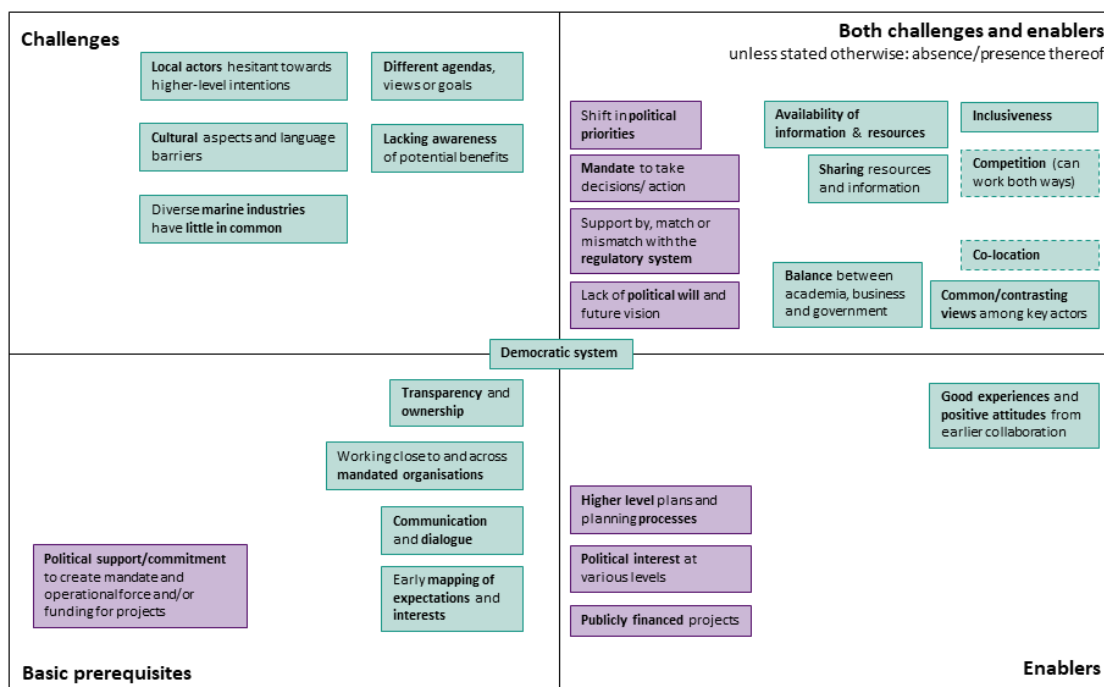 Challenges
Local actors hesitant towards
higher-level intentions
Different agendas,
views or goals
Cultural aspects and language
barriers
Lacking awareness
of potential benefits
Diverse marine industries
have little in common
Both challenges and enablers
unless stated otherwise: absence/presence thereof
Shift in political
priorities
Mandate to take
decisions/ action
Support by, match or
mismatch with the
regulatory system
Lack of political will and
future vision
Availability of
information & resources
Sharing resources
and information
Balance between
academia, business
and government
Inclusiveness
Competition (can
work both ways)
Co-location
Common/contrasting
views among key actors
Democratic system
Transparency and
ownership
Working close to and across
mandated organisations
Communication
and dialogue
Political support/commitment
to create mandate and
operational force and/or
funding for projects
Early mapping of
expectations and
interests
Basic prerequisites
Good experiences and
positive attitudes from
earlier collaboration
Higher level plans and
planning processes
Political interest at
various levels
Publicly financed projects
Enablers